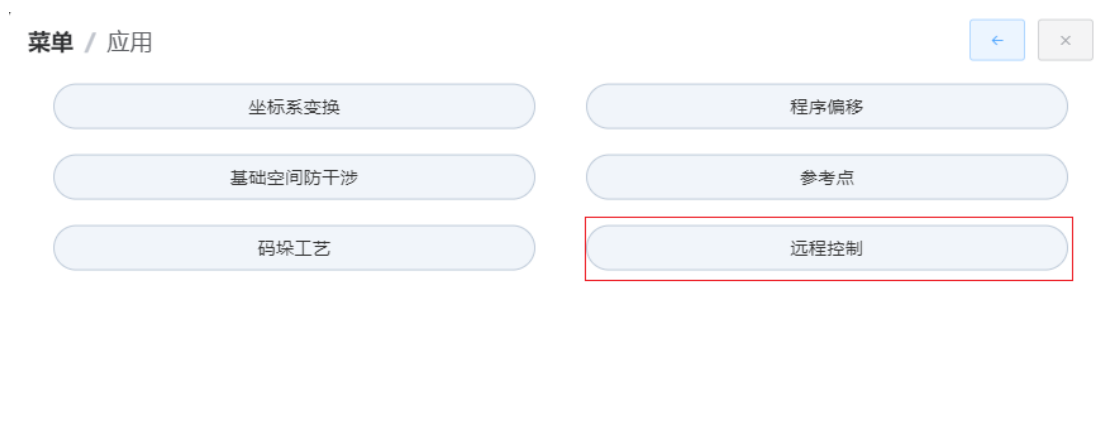 菜单 / 应用
坐标系变换
程序偏移
基础空间防干涉
参考点
码垛工艺
远程控制